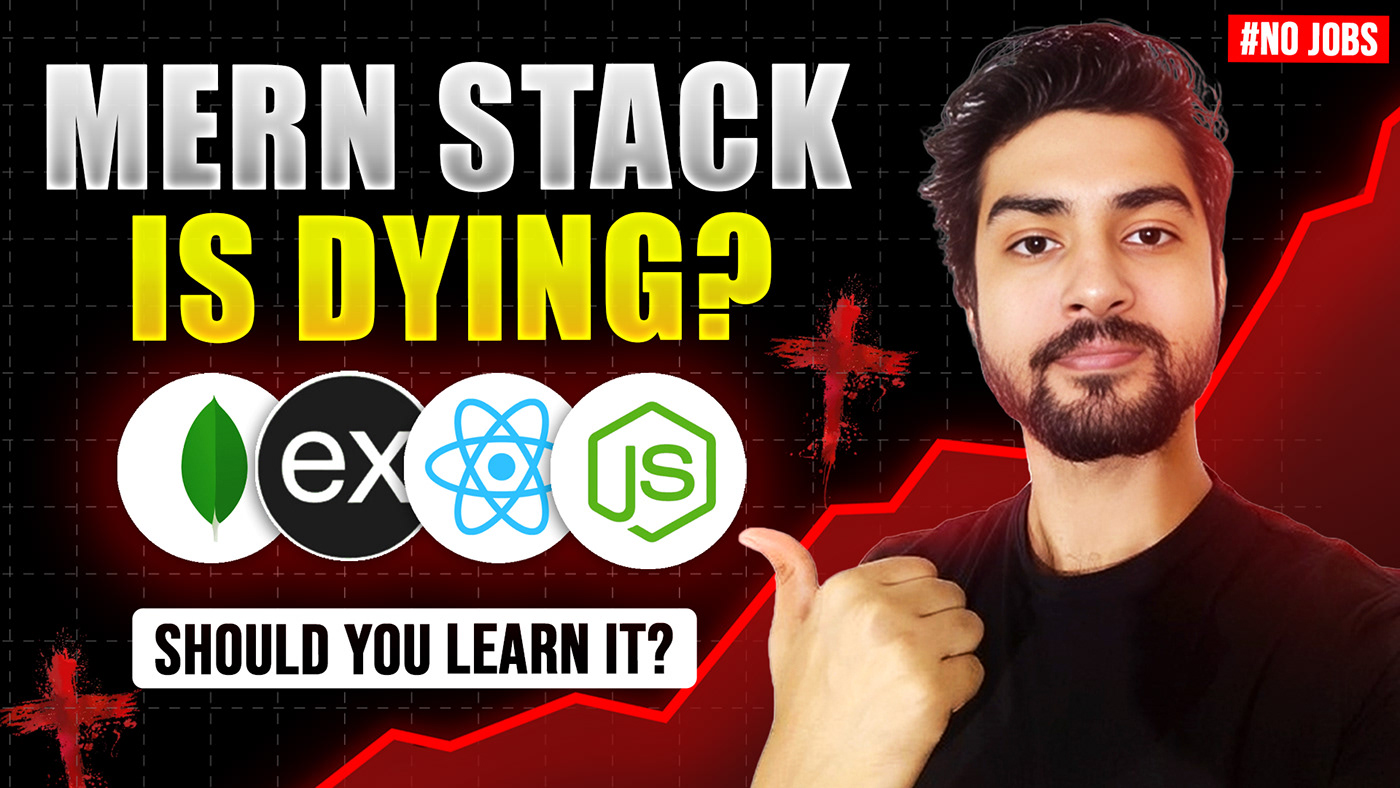 #NO JOBS
MERN STACK
IS DYING?
ex
JS
SHOULD YOU LEARN IT?